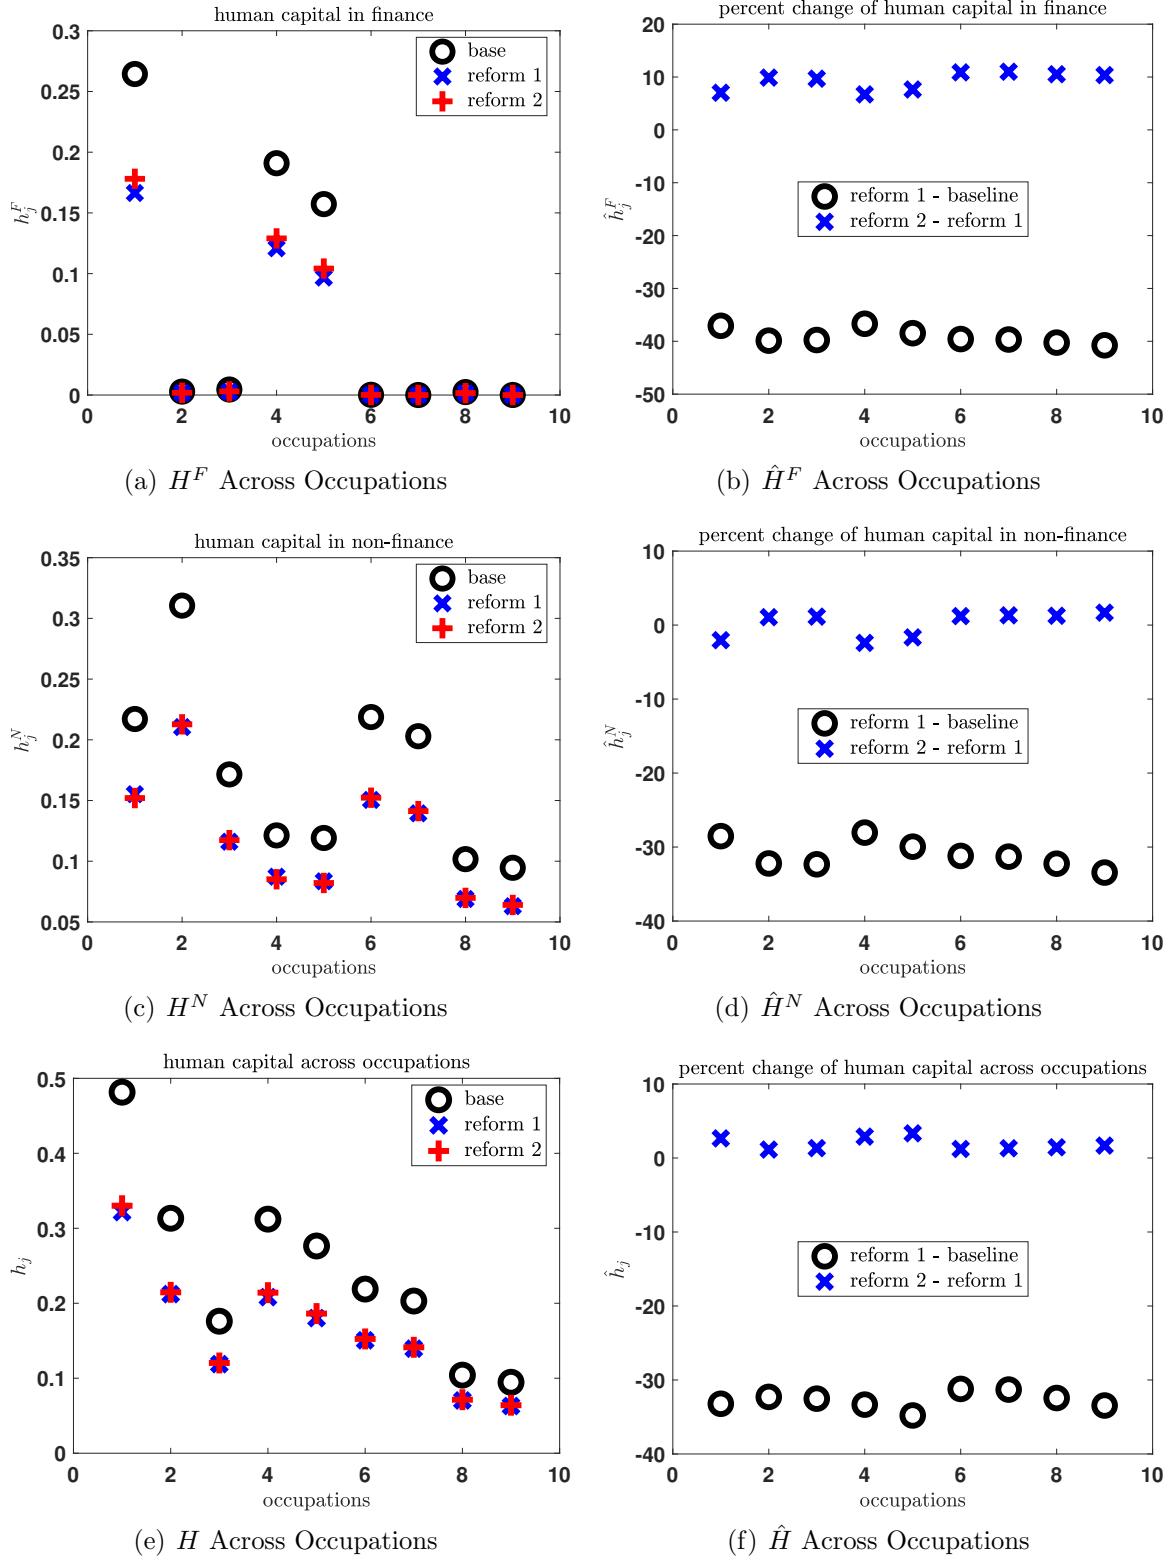 human capital in finance
0.3
0.25
0.2
0.15
0.1
0.05
0
h_j^F
base
reform 1
reform 2
0 2 4 6 8 10
occupations
(a) H^F Across Occupations
percent change of human capital in finance
20
10
0
-10
-20
-30
-40
-50
ĥ_j^F
reform 1 - baseline
reform 2 - reform 1
0 2 4 6 8 10
occupations
(b) Ĥ^F Across Occupations
human capital in non-finance
0.35
0.3
0.25
0.2
0.15
0.1
0.05
h_j^N
base
reform 1
reform 2
0 2 4 6 8 10
occupations
(c) H^N Across Occupations
percent change of human capital in non-finance
10
0
-10
-20
-30
-40
ĥ_j^N
reform 1 - baseline
reform 2 - reform 1
0 2 4 6 8 10
occupations
(d) Ĥ^N Across Occupations
human capital across occupations
0.5
0.4
0.3
0.2
0.1
0
h_j
base
reform 1
reform 2
0 2 4 6 8 10
occupations
(e) H Across Occupations
percent change of human capital across occupations
10
0
-10
-20
-30
-40
ĥ_j
reform 1 - baseline
reform 2 - reform 1
0 2 4 6 8 10
occupations
(f) Ĥ Across Occupations